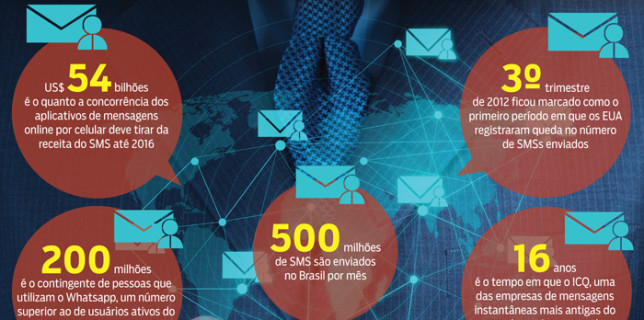 US$ 54 bilhões
é o quanto a concorrência dos
aplicativos de mensagens
online por celular deve tirar da
receita do SMS até 2016
3º trimestre
de 2012 ficou marcado como o
primeiro período em que os EUA
registraram queda no número
de SMSs enviados
200 milhões
é o contingente de pessoas que
utilizam o Whatsapp, um número
superior ao de usuários ativos do
500 milhões
de SMS são enviados
no Brasil por mês
16 anos
é o tempo em que o ICQ, uma
das empresas de mensagens
instantâneas mais antigas do